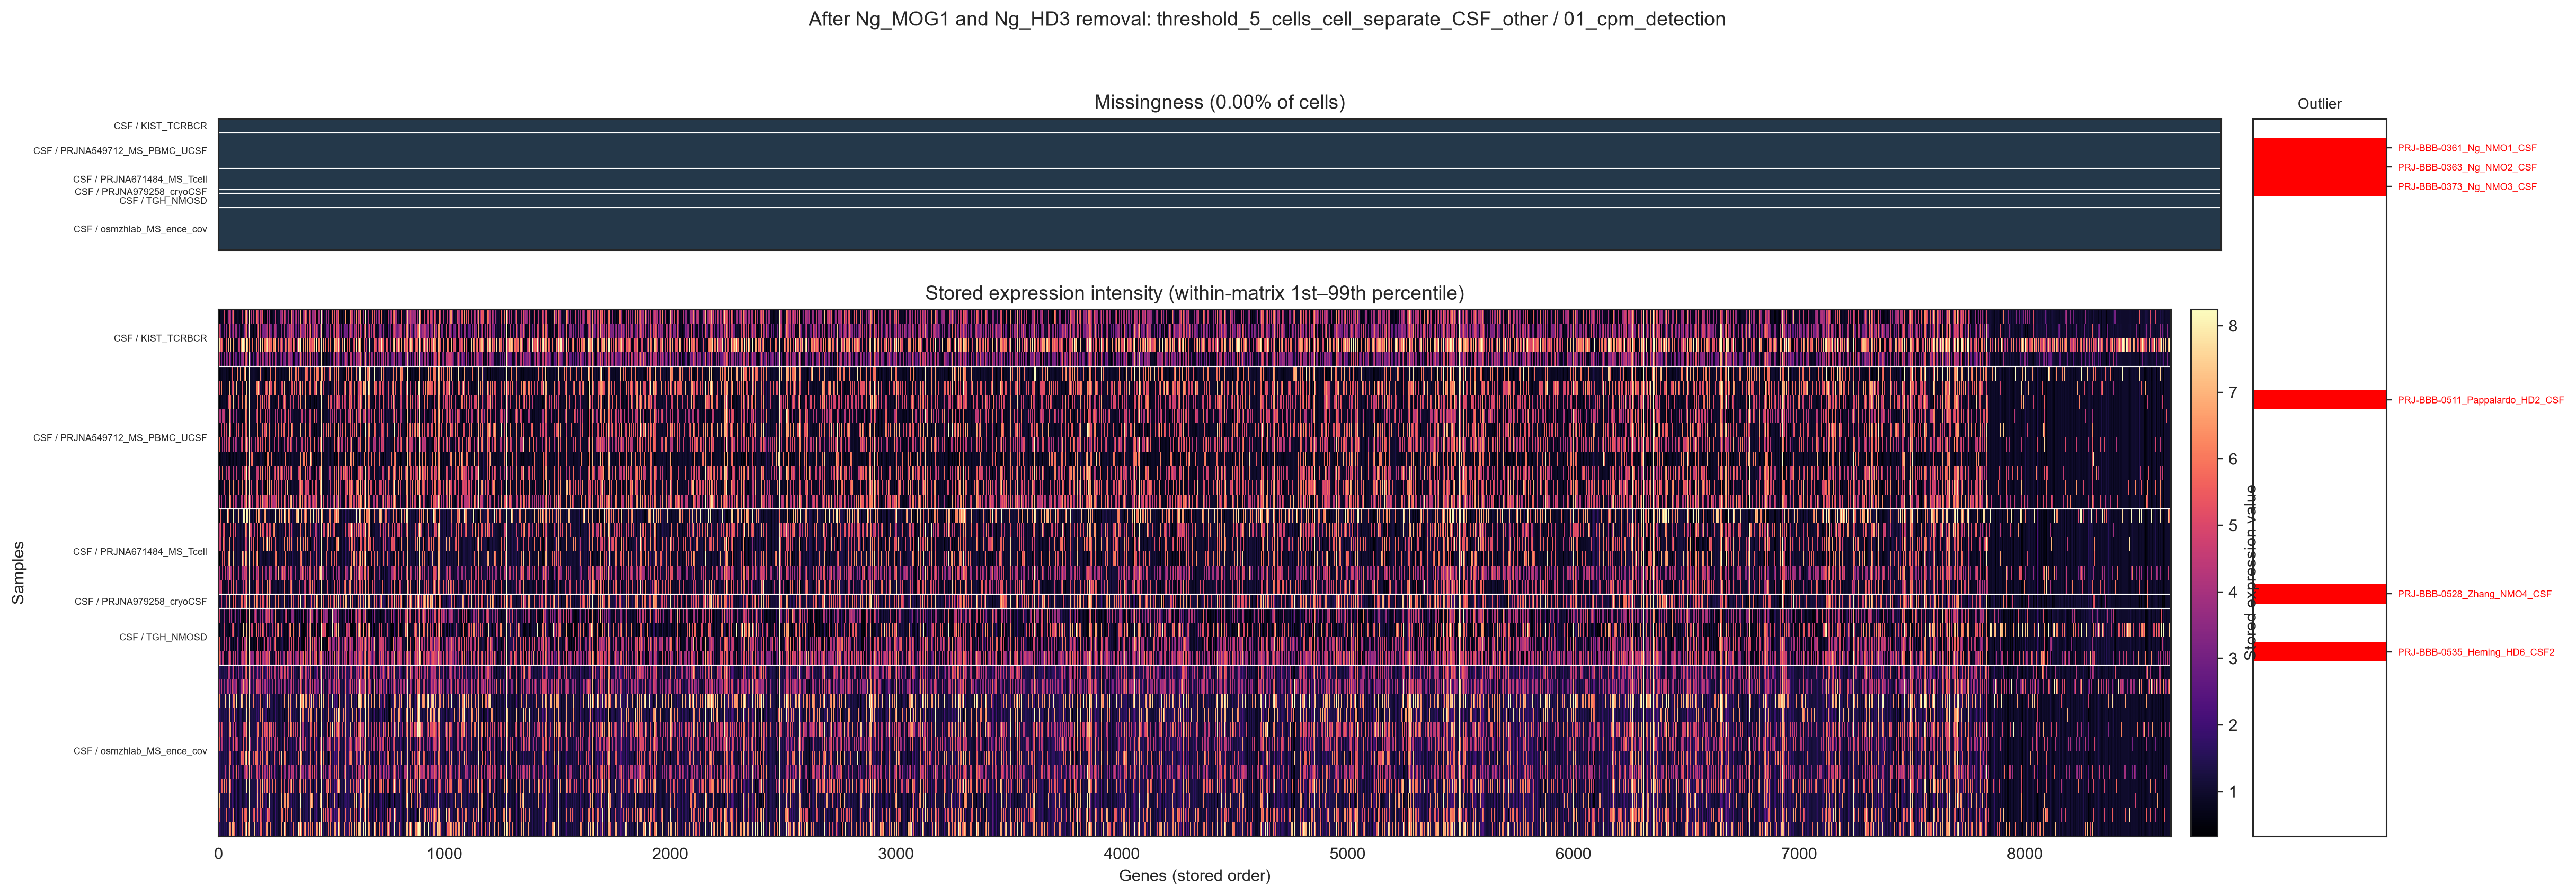 After Ng_MOG1 and Ng_HD3 removal: threshold_5_cells_cell_separate_CSF_other / 01_cpm_detection
Missingness (0.00% of cells)
Outlier
CSF / KIST_TCRBCR
CSF / PRJNA549712_MS_PBMC_UCSF
CSF / PRJNA671484_MS_Tcell
CSF / PRJNA979258_cryoCSF
CSF / TGH_NMOSD
CSF / osmzhlab_MS_ence_cov
PRJ-BBB-0361_Ng_NMO1_CSF
PRJ-BBB-0363_Ng_NMO2_CSF
PRJ-BBB-0373_Ng_NMO3_CSF
PRJ-BBB-0511_Pappalardo_HD2_CSF
PRJ-BBB-0528_Zhang_NMO4_CSF
PRJ-BBB-0535_Heming_HD6_CSF2
Stored expression intensity (within-matrix 1st–99th percentile)
Samples
CSF / KIST_TCRBCR
CSF / PRJNA549712_MS_PBMC_UCSF
CSF / PRJNA671484_MS_Tcell
CSF / PRJNA979258_cryoCSF
CSF / TGH_NMOSD
CSF / osmzhlab_MS_ence_cov
8
7
6
5
4
3
2
1
Stored expression value
0 1000 2000 3000 4000 5000 6000 7000 8000
Genes (stored order)